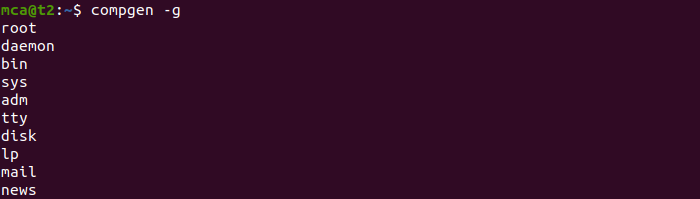 mca@t2:~$ compgen -g
root
daemon
bin
sys
adm
tty
disk
lp
mail
news